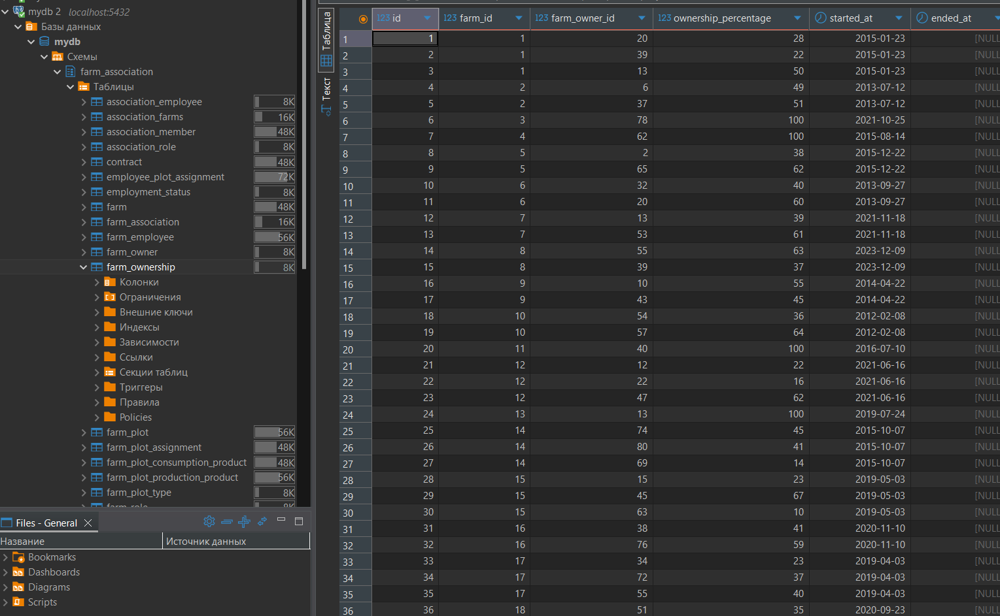 mydb 2 localhost:5432
Базы данных
mydb
Схемы
farm_association
Таблицы
association_employee 8K
association_farms 16K
association_member 48K
association_role 8K
contract 48K
employee_plot_assignment 72K
employment_status 8K
farm 48K
farm_association 16K
farm_employee 56K
farm_owner 8K
farm_ownership 8K
Колонки
Ограничения
Внешние ключи
Индексы
Зависимости
Ссылки
Секции таблиц
Триггеры
Правила
Policies
farm_plot 56K
farm_plot_assignment 48K
farm_plot_consumption_product 48K
farm_plot_production_product 56K
farm_plot_type 8K
farm_role 8K
Files - General
Название Источник данных
Bookmarks
Dashboards
Diagrams
Scripts
Таблица
Текст
123 id 123 farm_id 123 farm_owner_id 123 ownership_percentage started_at ended_at
1 1 1 20 28 2015-01-23 [NULL
2 2 1 39 22 2015-01-23 [NULL
3 3 1 13 50 2015-01-23 [NULL
4 4 2 6 49 2013-07-12 [NULL
5 5 2 37 51 2013-07-12 [NULL
6 6 3 78 100 2021-10-25 [NULL
7 7 4 62 100 2015-08-14 [NULL
8 8 5 2 38 2015-12-22 [NULL
9 9 5 65 62 2015-12-22 [NULL
10 10 6 32 40 2013-09-27 [NULL
11 11 6 20 60 2013-09-27 [NULL
12 12 7 13 39 2021-11-18 [NULL
13 13 7 53 61 2021-11-18 [NULL
14 14 8 55 63 2023-12-09 [NULL
15 15 8 39 37 2023-12-09 [NULL
16 16 9 10 55 2014-04-22 [NULL
17 17 9 43 45 2014-04-22 [NULL
18 18 10 54 36 2012-02-08 [NULL
19 19 10 57 64 2012-02-08 [NULL
20 20 11 40 100 2016-07-10 [NULL
21 21 12 12 22 2021-06-16 [NULL
22 22 12 22 16 2021-06-16 [NULL
23 23 12 47 62 2021-06-16 [NULL
24 24 13 13 100 2019-07-24 [NULL
25 25 14 74 45 2015-10-07 [NULL
26 26 14 80 41 2015-10-07 [NULL
27 27 14 69 14 2015-10-07 [NULL
28 28 15 15 23 2019-05-03 [NULL
29 29 15 45 67 2019-05-03 [NULL
30 30 15 63 10 2019-05-03 [NULL
31 31 16 38 41 2020-11-10 [NULL
32 32 16 76 59 2020-11-10 [NULL
33 33 17 34 23 2019-04-03 [NULL
34 34 17 72 37 2019-04-03 [NULL
35 35 17 55 40 2019-04-03 [NULL
36 36 18 51 35 2020-09-23 [NULL